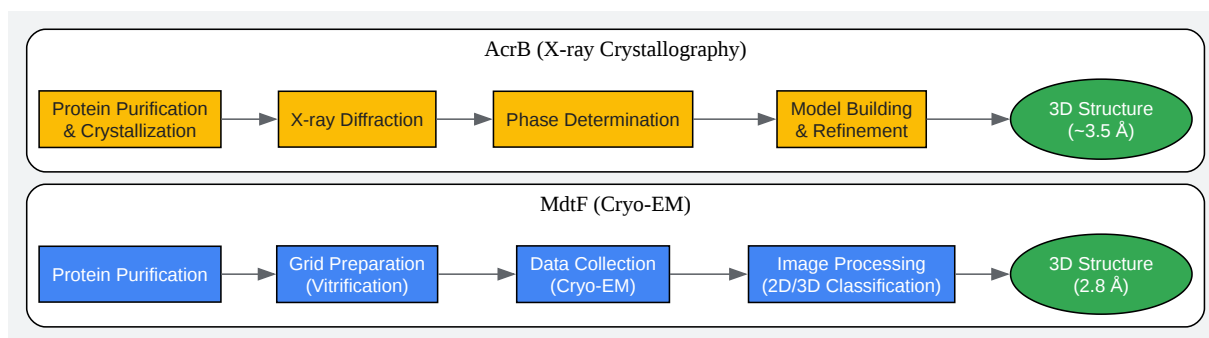 AcrB (X-ray Crystallography)
Protein Purification
& Crystallization
X-ray Diffraction
Phase Determination
Model Building
& Refinement
3D Structure
(~3.5 Å)
MdtF (Cryo-EM)
Protein Purification
Grid Preparation
(Vitrification)
Data Collection
(Cryo-EM)
Image Processing
(2D/3D Classification)
3D Structure
(2.8 Å)